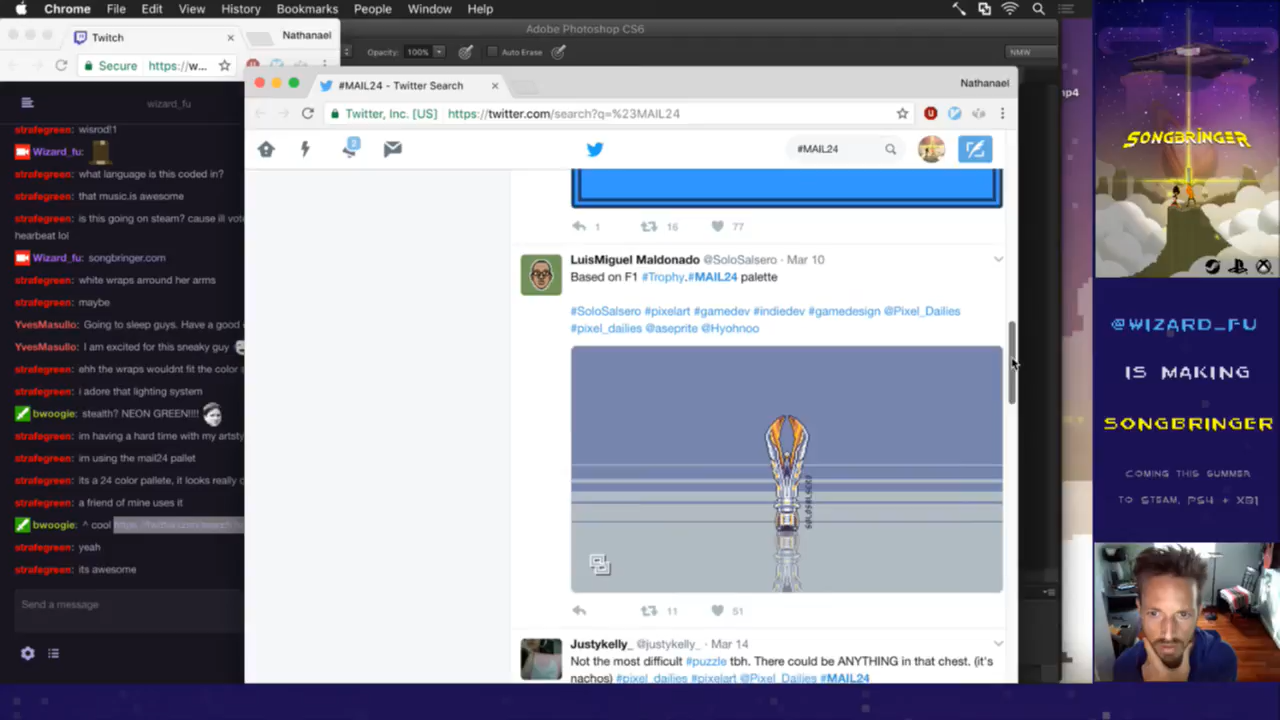 Chrome File Edit View History Bookmarks People Window Help
Adobe Photoshop CS6
Twitch
Nathanael
Opacity: 100% Auto Erase NMW
Secure https://w...
#MAIL24 - Twitter Search
Nathanael
Twitter, Inc. [US] https://twitter.com/search?q=%23MAIL24
mp4
wizard_fu
2
#MAIL24
strafegreen: wisrod!1
Wizard_fu:
strafegreen: what language is this coded in?
strafegreen: that music.is awesome
strafegreen: is this going on steam? cause ill vot
hearbeat lol
Wizard_fu: songbringer.com
strafegreen: white wraps arround her arms
strafegreen: maybe
YvesMasullo: Going to sleep guys. Have a good
YvesMasullo: I am excited for this sneaky guy
strafegreen: ehh the wraps wouldnt fit the color s
strafegreen: i adore that lighting system
bwoogie: stealth? NEON GREEN!!!!
strafegreen: im having a hard time with my artsty
strafegreen: im using the mail24 pallet
strafegreen: its a 24 color pallete, it looks really c
strafegreen: a friend of mine uses it
bwoogie: ^ cool
strafegreen: yeah
strafegreen: its awesome
Send a message
1 16 77
LuisMiguel Maldonado @SoloSalsero · Mar 10
Based on F1 #Trophy.#MAIL24 palette
#SoloSalsero #pixelart #gamedev #indiedev #gamedesign @Pixel_Dailies
#pixel_dailies @aseprite @Hyohnoo
SOLOSALSERO
11 51
Justykelly_ @justykelly_ · Mar 14
Not the most difficult #puzzle tbh. There could be ANYTHING in that chest. (it's
nachos) #pixel_dailies #pixelart @Pixel_Dailies #MAIL24
SONGBRINGER
@WIZARD_FU
IS MAKING
SONGBRINGER
COMING THIS SUMMER
TO STEAM, PS4 + XB1